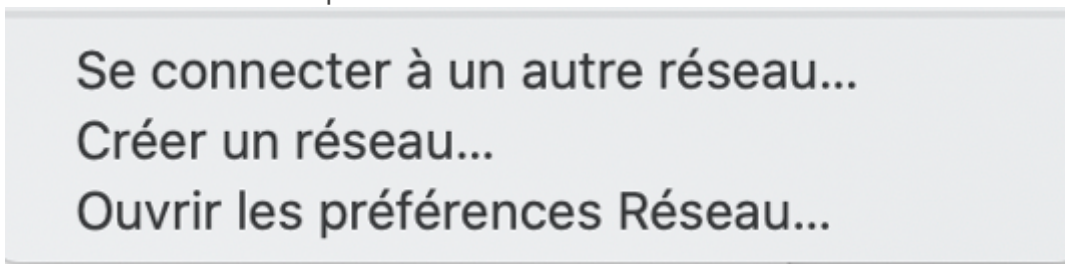 Se connecter à un autre réseau...
Créer un réseau...
Ouvrir les préférences Réseau...